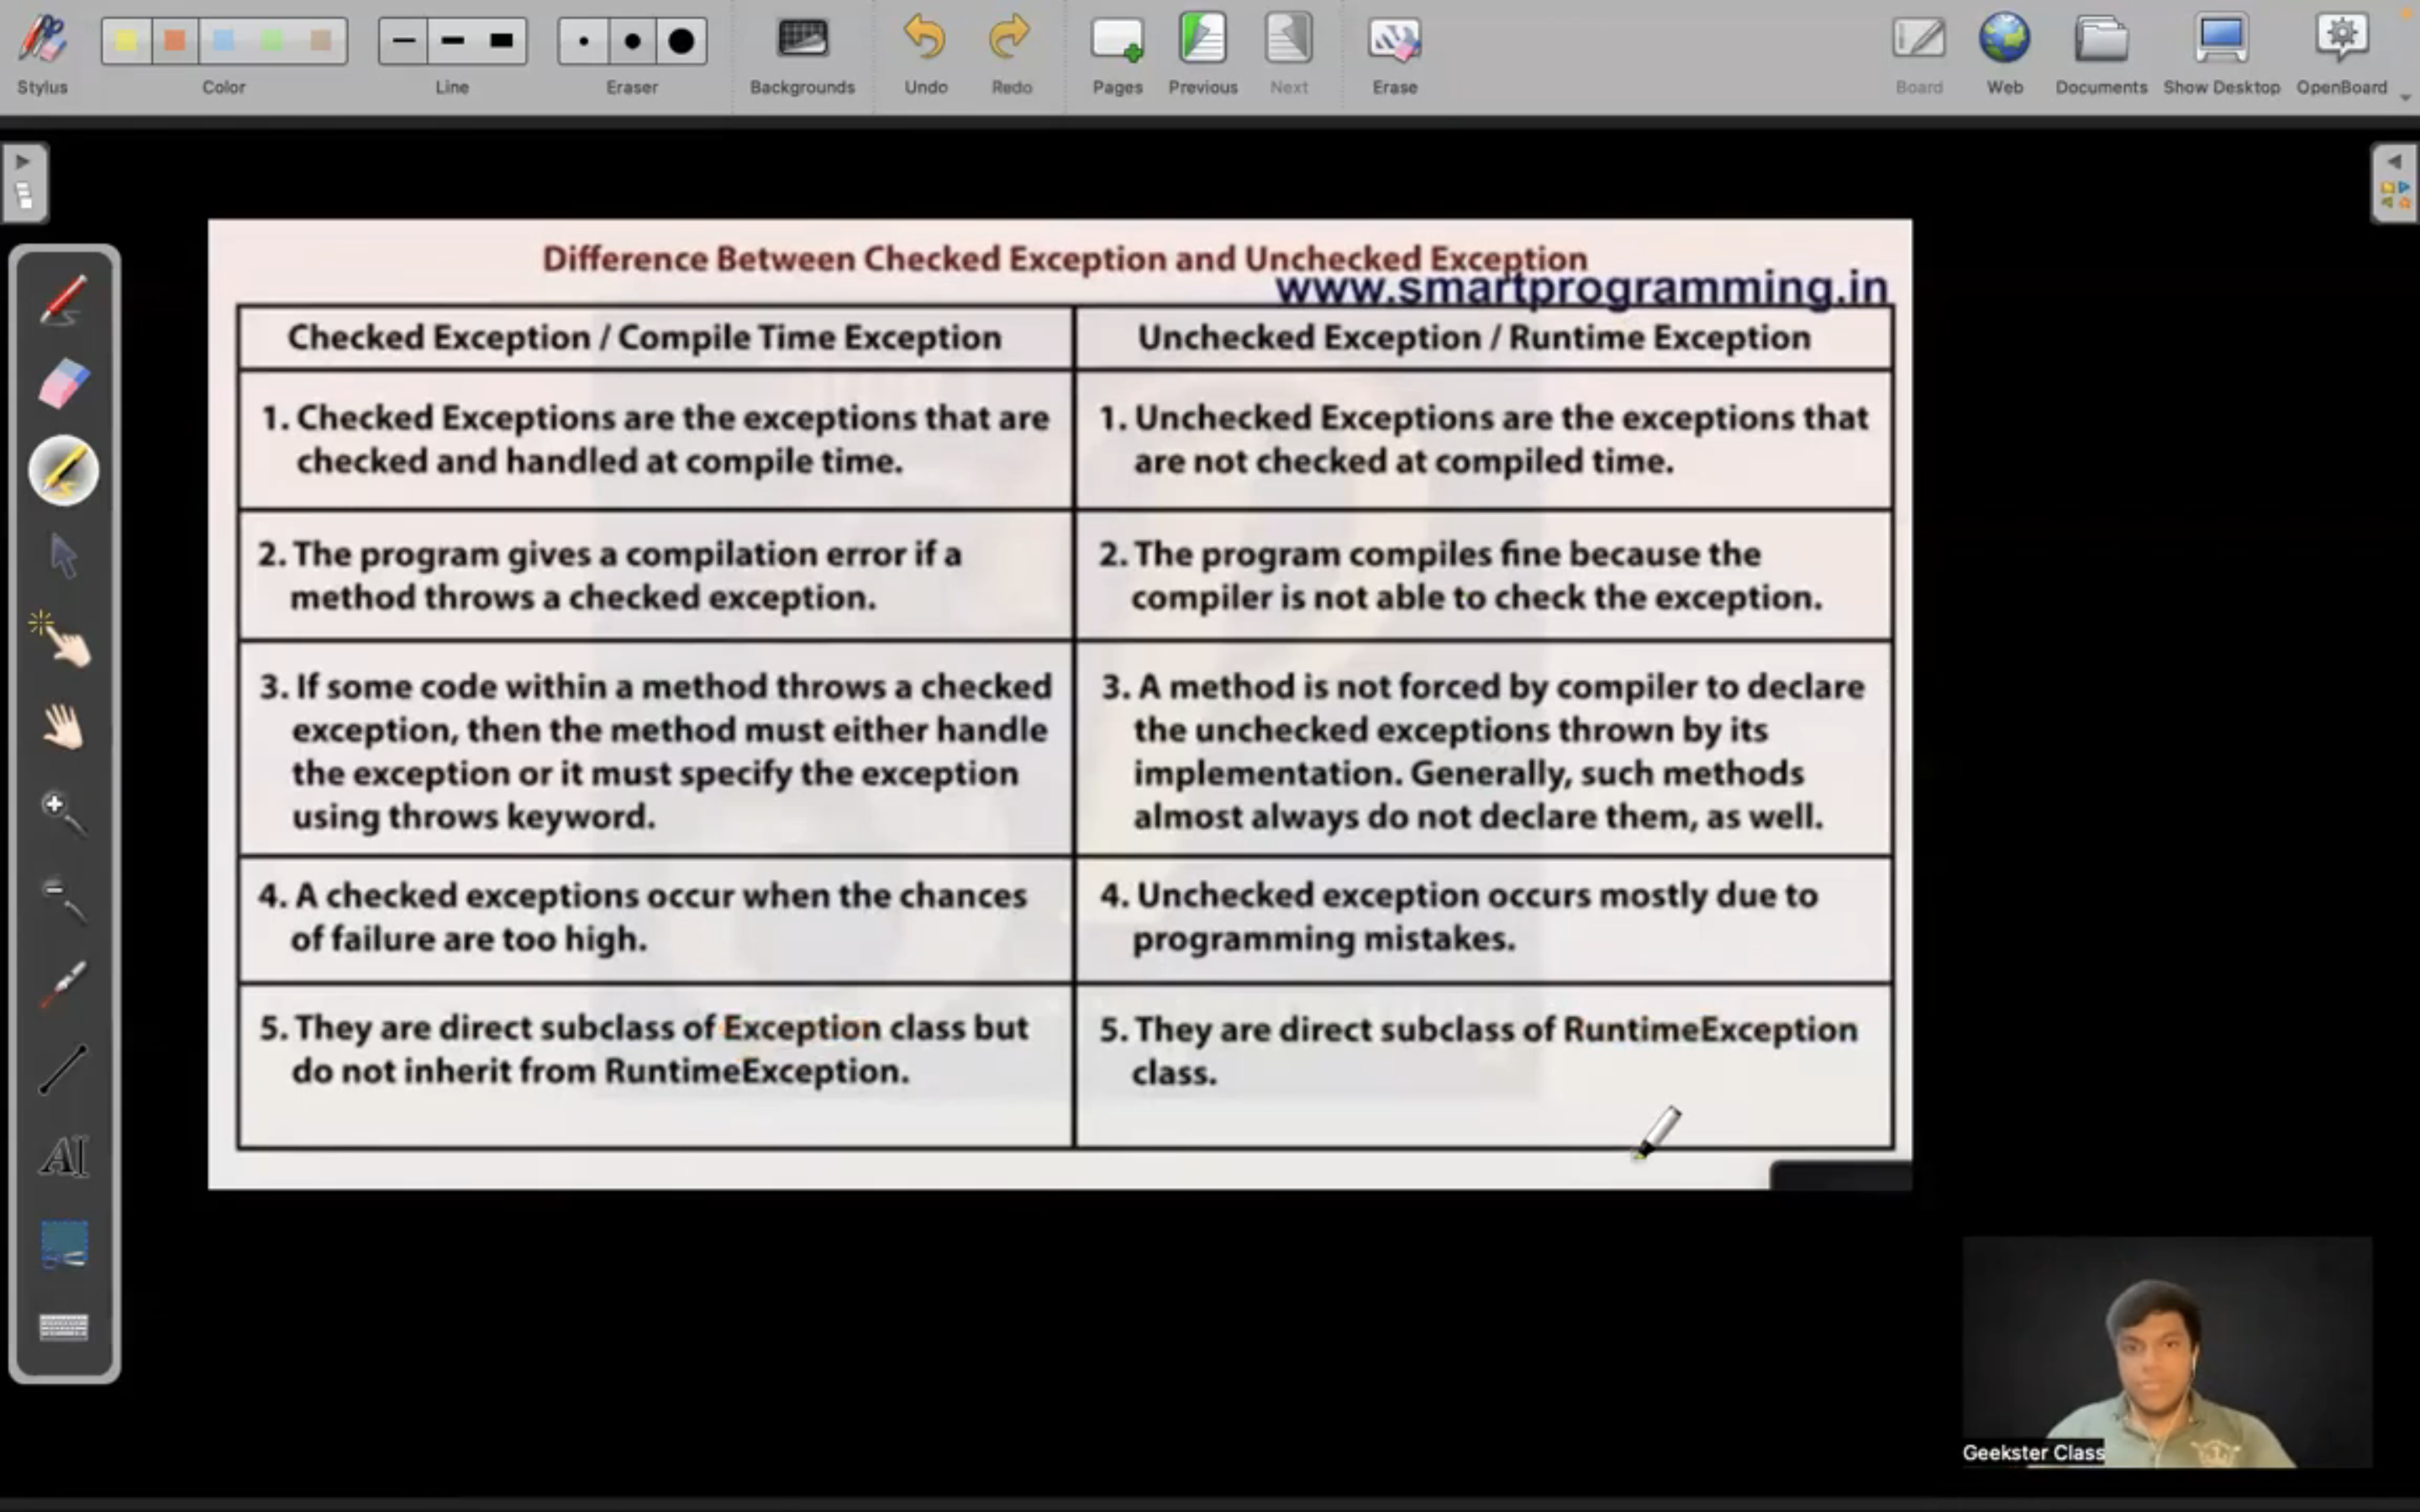 Stylus
Color
Line
Eraser
Backgrounds
Undo
Redo
Pages
Previous
Next
Erase
Board
Web
Documents
Show Desktop
OpenBoard
Difference Between Checked Exception and Unchecked Exception
www.smartprogramming.in
Checked Exception / Compile Time Exception
Unchecked Exception / Runtime Exception
1. Checked Exceptions are the exceptions that are
checked and handled at compile time.
1. Unchecked Exceptions are the exceptions that
are not checked at compiled time.
2. The program gives a compilation error if a
method throws a checked exception.
2. The program compiles fine because the
compiler is not able to check the exception.
3. If some code within a method throws a checked
exception, then the method must either handle
the exception or it must specify the exception
using throws keyword.
3. A method is not forced by compiler to declare
the unchecked exceptions thrown by its
implementation. Generally, such methods
almost always do not declare them, as well.
4. A checked exceptions occur when the chances
of failure are too high.
4. Unchecked exception occurs mostly due to
programming mistakes.
5. They are direct subclass of Exception class but
do not inherit from RuntimeException.
5. They are direct subclass of RuntimeException
class.
AI
Geekster Class